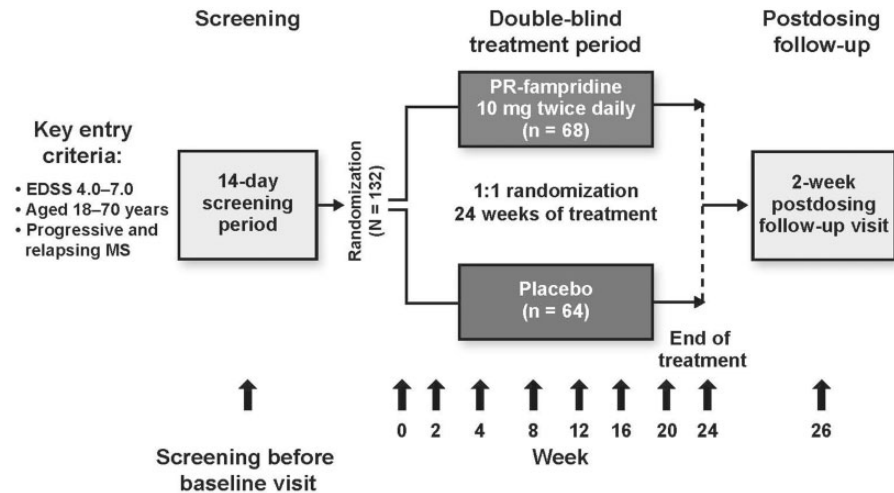 Screening
Double-blind
treatment period
Postdosing
follow-up
Key entry
criteria:
• EDSS 4.0–7.0
• Aged 18–70 years
• Progressive and
relapsing MS
14-day
screening
period
Randomization
(N = 132)
PR-fampridine
10 mg twice daily
(n = 68)
1:1 randomization
24 weeks of treatment
Placebo
(n = 64)
End of
treatment
2-week
postdosing
follow-up visit
0 2 4 8 12 16 20 24 26
Week
Screening before
baseline visit